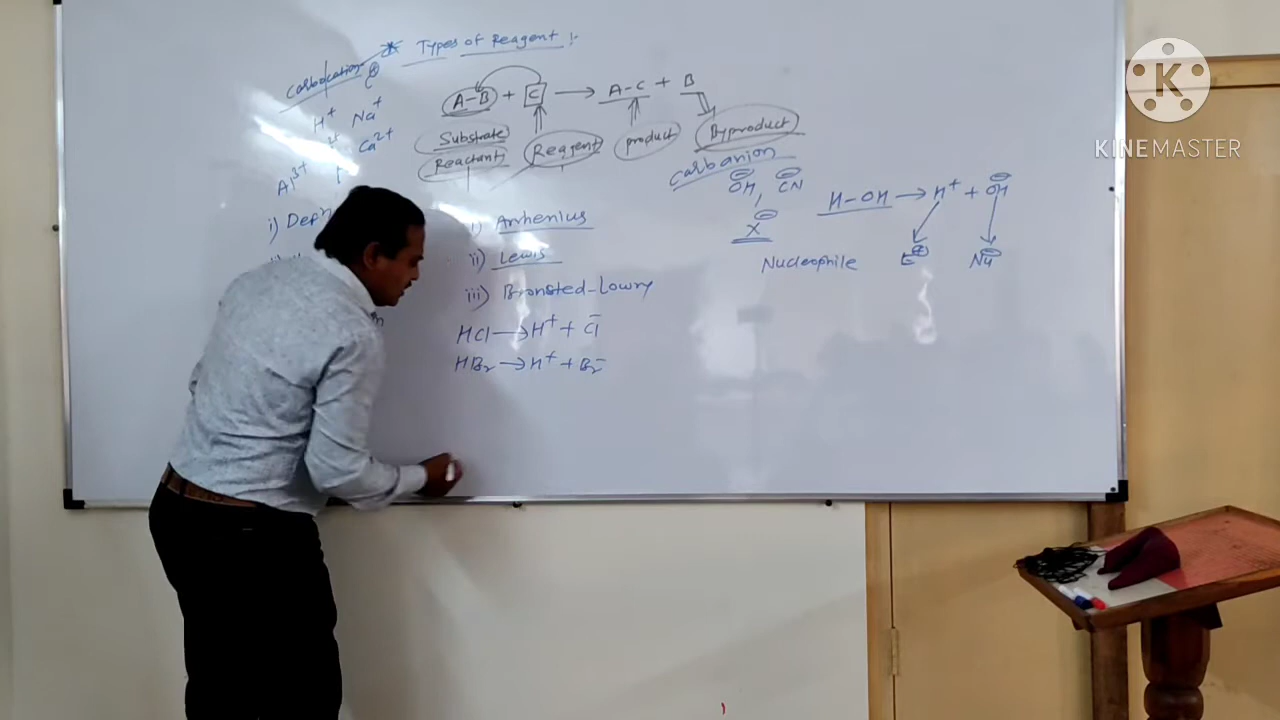 * Types of Reagent :
Carbocation
⊕
H⁺ Na⁺
2+ Ca²⁺
Al³⁺
A–B + C → A–C + B
Substrate
Reactant
Reagent
product
Byproduct
Carbanion
⊖OH, ⊖CN
X⊖
Nucleophile
H–OH → H⁺ + ⊖OH
E⊕ Nu⊖
i)
i) Arrhenius
ii) Lewis
iii) Bronsted-Lowry
HCl → H⁺ + Cl⁻
HBr → H⁺ + Br⁻
K
KINEMASTER